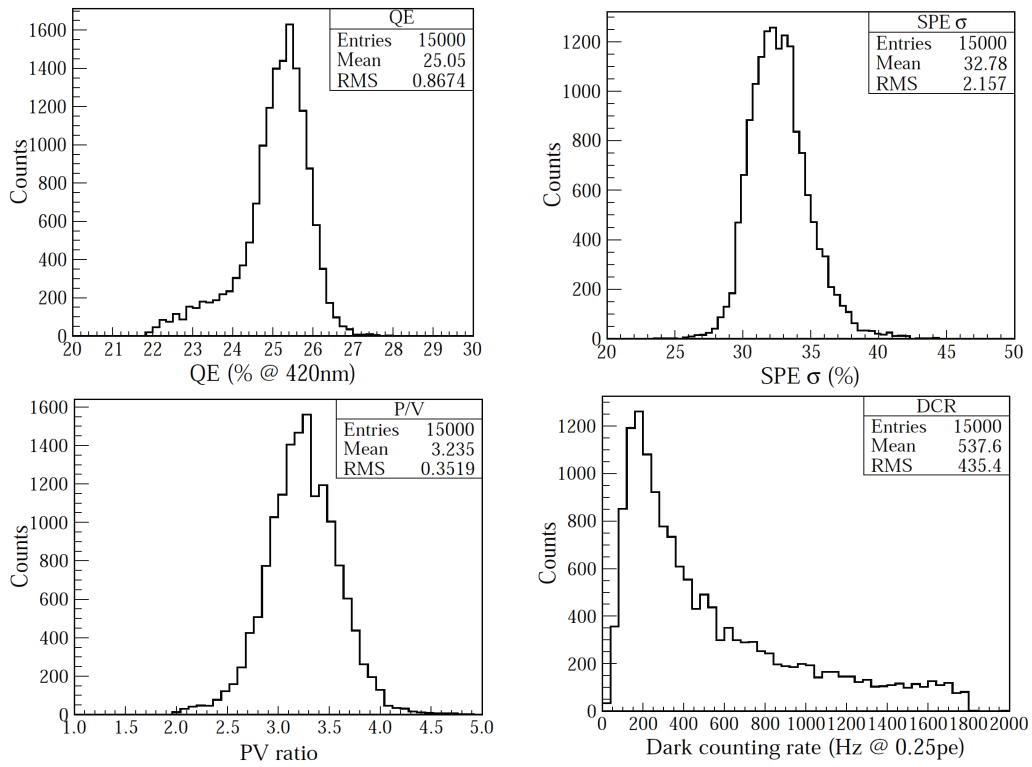 QE
Entries 15000
Mean 25.05
RMS 0.8674
Counts
1600
1400
1200
1000
800
600
400
200
0
20 21 22 23 24 25 26 27 28 29 30
QE (% @ 420nm)
SPE σ
Entries 15000
Mean 32.78
RMS 2.157
Counts
1200
1000
800
600
400
200
0
20 25 30 35 40 45 50
SPE σ (%)
P/V
Entries 15000
Mean 3.235
RMS 0.3519
Counts
1600
1400
1200
1000
800
600
400
200
0
1.0 1.5 2.0 2.5 3.0 3.5 4.0 4.5 5.0
PV ratio
DCR
Entries 15000
Mean 537.6
RMS 435.4
Counts
1200
1000
800
600
400
200
0
0 200 400 600 800 1000 1200 1400 1600 1800 2000
Dark counting rate (Hz @ 0.25pe)